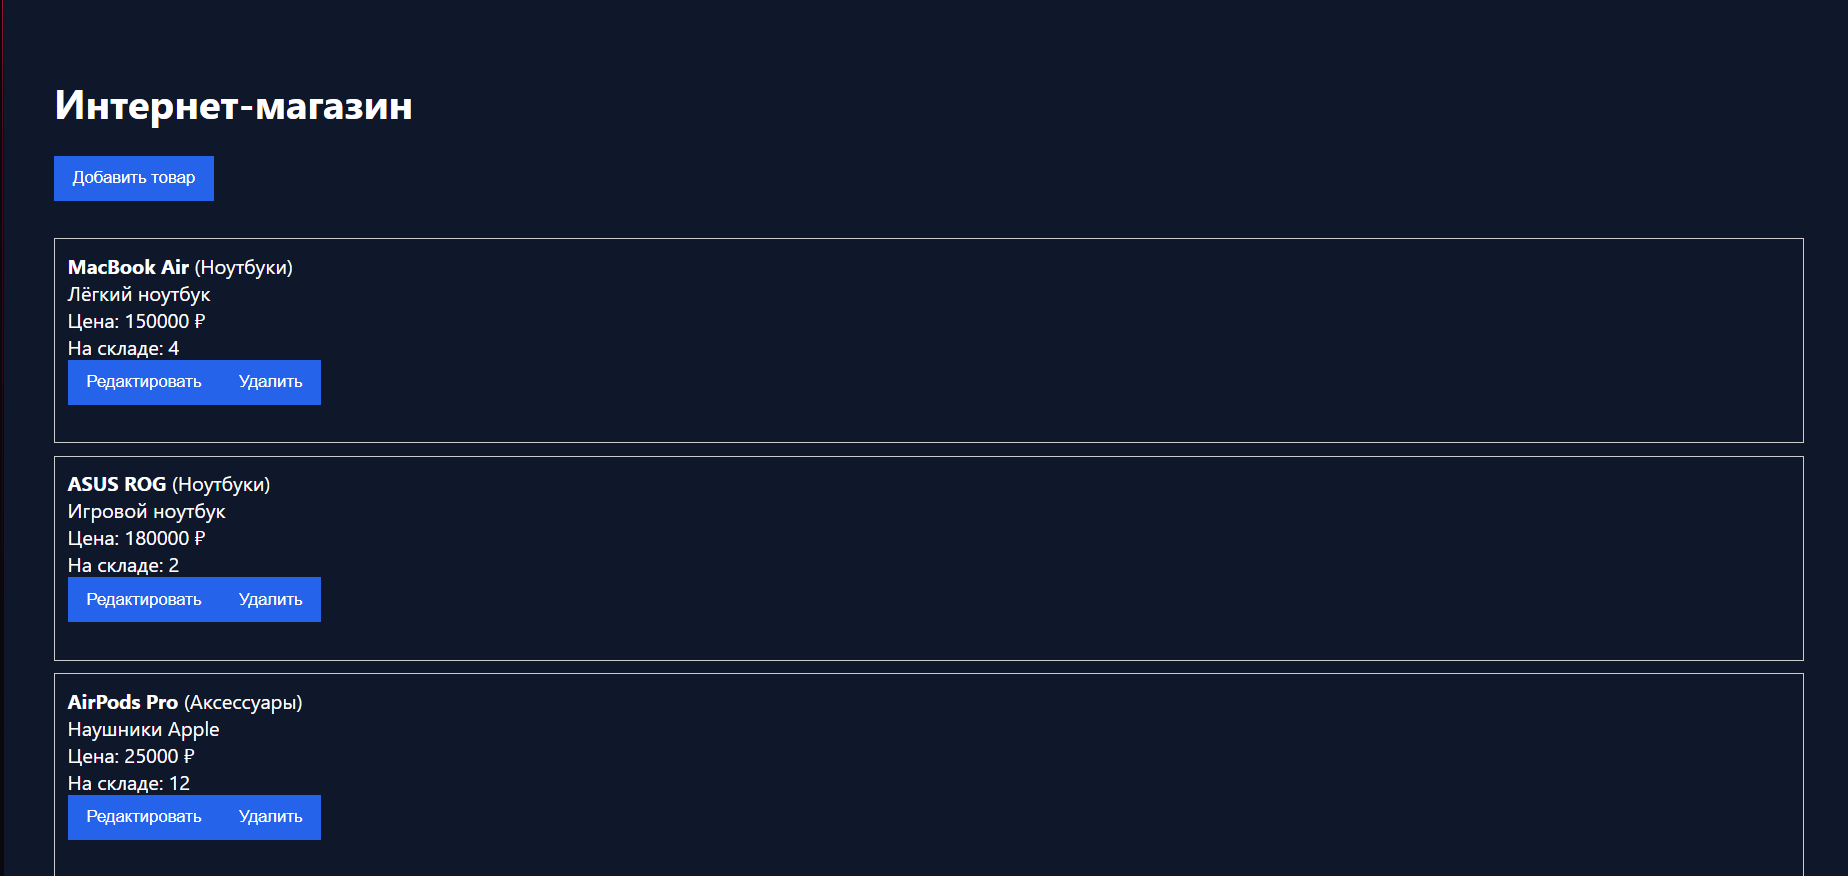 Интернет-магазин
Добавить товар
MacBook Air (Ноутбуки)
Лёгкий ноутбук
Цена: 150000 ₽
На складе: 4
Редактировать Удалить
ASUS ROG (Ноутбуки)
Игровой ноутбук
Цена: 180000 ₽
На складе: 2
Редактировать Удалить
AirPods Pro (Аксессуары)
Наушники Apple
Цена: 25000 ₽
На складе: 12
Редактировать Удалить